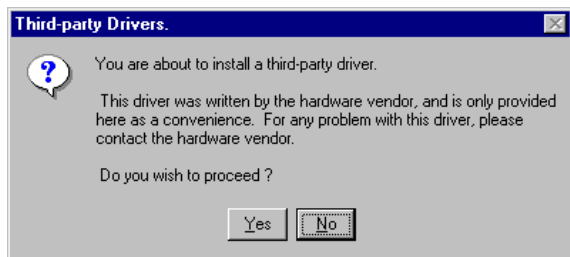 Third-party Drivers.
You are about to install a third-party driver.
This driver was written by the hardware vendor, and is only provided
here as a convenience. For any problem with this driver, please
contact the hardware vendor.
Do you wish to proceed ?
Yes No